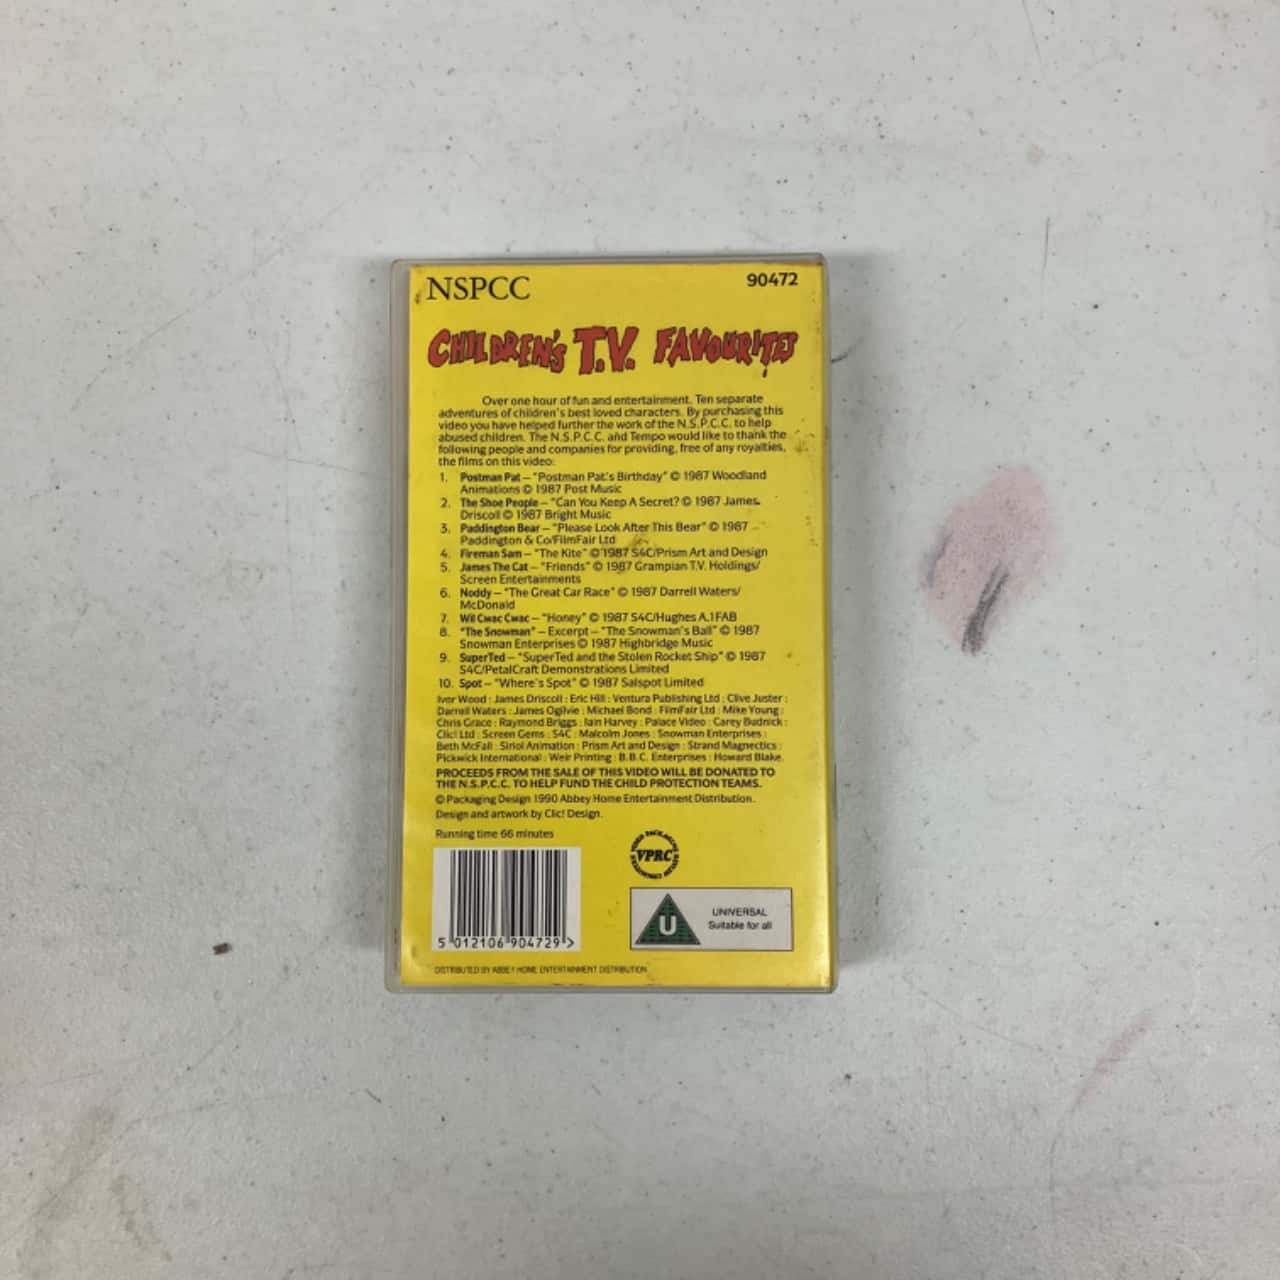 NSPCC 90472
CHILDREN'S T.V. FAVOURITES
Over one hour of fun and entertainment. Ten separate
adventures of children's best loved characters. By purchasing this
video you have helped further the work of the N.S.P.C.C. to help
abused children. The N.S.P.C.C. and Tempo would like to thank the
following people and companies for providing, free of any royalties,
the films on this video:
1. Postman Pat – "Postman Pat's Birthday" © 1987 Woodland
Animations © 1987 Post Music
2. The Shoe People – "Can You Keep A Secret? © 1987 James
Driscoll © 1987 Bright Music
3. Paddington Bear – "Please Look After This Bear" © 1987
Paddington & Co/FilmFair Ltd
4. Fireman Sam – "The Kite" © 1987 S4C/Prism Art and Design
5. James The Cat – "Friends" © 1987 Grampian T.V. Holdings/
Screen Entertainments
6. Noddy – "The Great Car Race" © 1987 Darrell Waters/
McDonald
7. Wil Cwac Cwac – "Honey" © 1987 S4C/Hughes A.1FAB
8. "The Snowman" – Excerpt – "The Snowman's Ball" © 1987
Snowman Enterprises © 1987 Highbridge Music
9. SuperTed – "SuperTed and the Stolen Rocket Ship" © 1987
S4C/PetalCraft Demonstrations Limited
10. Spot – "Where's Spot" © 1987 Salspot Limited
Ivor Wood : James Driscoll : Eric Hill : Ventura Publishing Ltd : Clive Juster :
Darrell Waters : James Ogilvie : Michael Bond : FilmFair Ltd : Mike Young :
Chris Grace : Raymond Briggs : Iain Harvey : Palace Video : Carey Budnick :
Clic! Ltd : Screen Gems : S4C : Malcolm Jones : Snowman Enterprises :
Beth McFall : Siriol Animation : Prism Art and Design : Strand Magnectics :
Pickwick International : Weir Printing : B.B.C. Enterprises : Howard Blake.
PROCEEDS FROM THE SALE OF THIS VIDEO WILL BE DONATED TO
THE N.S.P.C.C. TO HELP FUND THE CHILD PROTECTION TEAMS.
© Packaging Design 1990 Abbey Home Entertainment Distribution.
Design and artwork by Clic! Design.
Running time 66 minutes
VIDEO PACKAGING REVIEW COMMITTEE
VPRC
U
UNIVERSAL
Suitable for all
5 012106 904729 >
DISTRIBUTED BY ABBEY HOME ENTERTAINMENT DISTRIBUTION